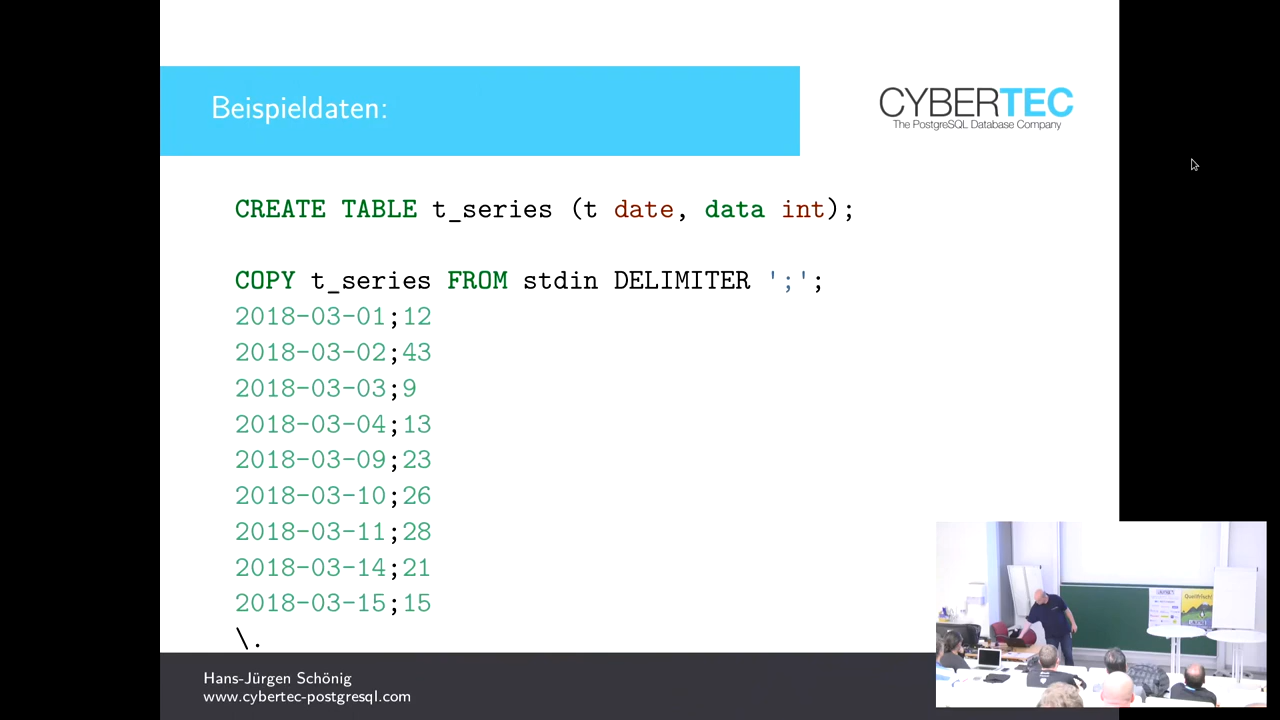 Beispieldaten:
CYBERTEC
The PostgreSQL Database Company
CREATE TABLE t_series (t date, data int);
COPY t_series FROM stdin DELIMITER ';';
2018-03-01;12
2018-03-02;43
2018-03-03;9
2018-03-04;13
2018-03-09;23
2018-03-10;26
2018-03-11;28
2018-03-14;21
2018-03-15;15
\.
Hans-Jürgen Schönig
www.cybertec-postgresql.com